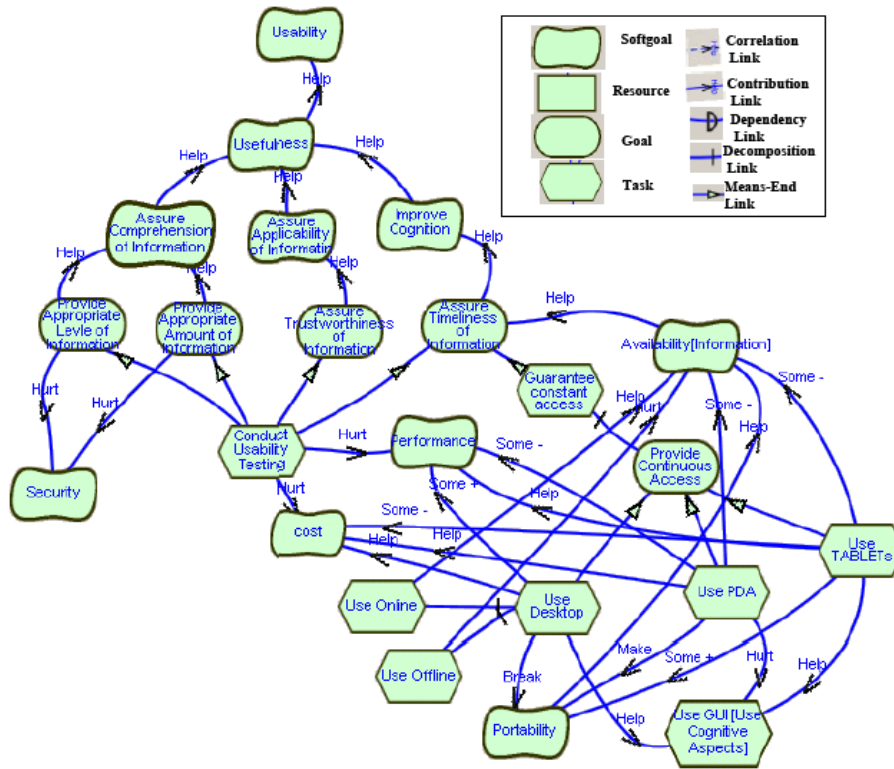 Usability
Softgoal
Correlation
Link
Resource
Contribution
Link
Goal
Dependency
Link
Decomposition
Link
Task
Means-End
Link
Help
Usefulness
Help
Help
Help
Assure
Comprehension
of Information
Assure
Applicability
of Informatin
Improve
Cognition
Help
Help
Help
Help
Help
Provide
Appropriate
Levle of
Information
Provide
Appropriate
Amount of
Information
Assure
Trustworthiness
of Information
Assure
Timeliness
of Information
Availability[Information]
Guarantee
constant
access
Help
Hurt
Some -
Some -
Help
Hurt
Hurt
Conduct
Usability
Testing
Hurt
Performance
Some -
Provide
Continuous
Access
Security
Hurt
Some +
Help
cost
Some -
Help
Help
Use
TABLETs
Use Online
Use
Desktop
Use PDA
Use Offline
Break
Make
Some +
Hurt
Help
Portability
Help
Use GUI [Use
Cognitive
Aspects]